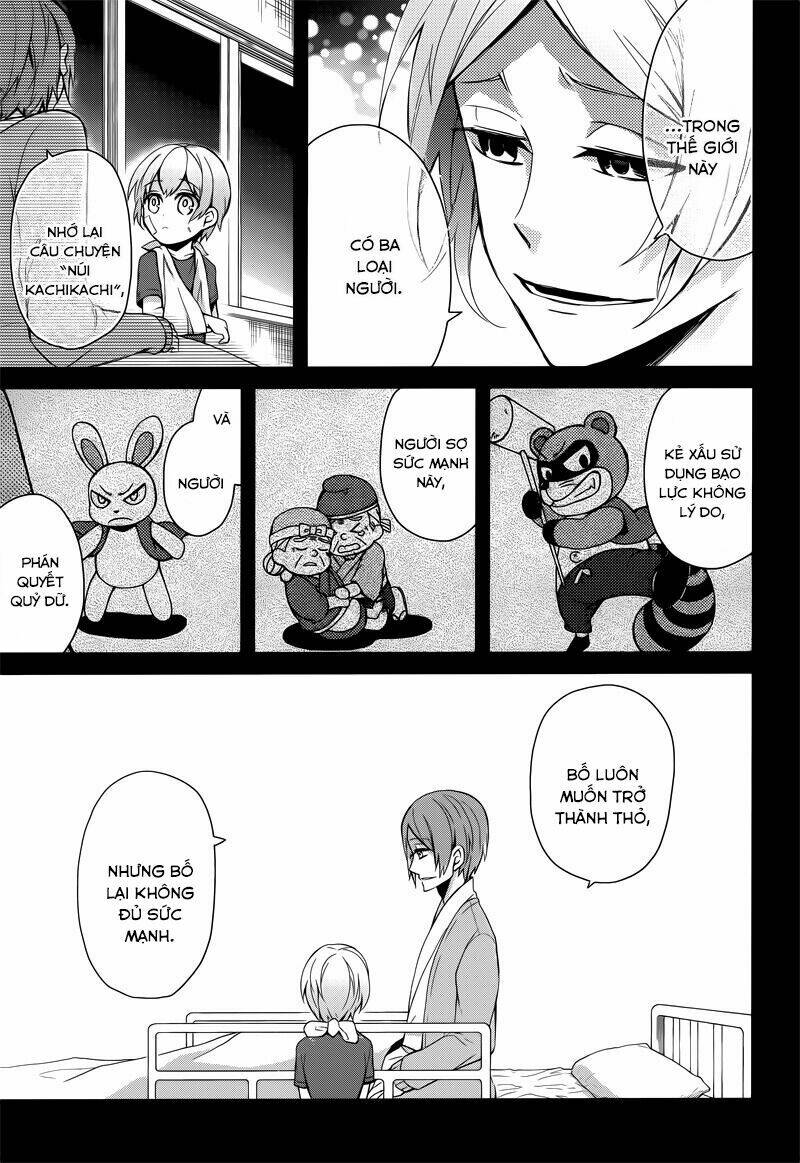 ...TRONG
THẾ GIỚI
NÀY
CÓ BA
LOẠI
NGƯỜI.
NHỚ LẠI
CÂU CHUYỆN
"NÚI
KACHIKACHI",
KẺ XẤU SỬ
DỤNG BẠO
LỰC KHÔNG
LÝ DO,
NGƯỜI SỢ
SỨC MẠNH
NÀY,
VÀ
NGƯỜI
PHÁN
QUYẾT
QUỶ DỮ.
BỐ LUÔN
MUỐN TRỞ
THÀNH THỎ,
NHƯNG BỐ
LẠI KHÔNG
ĐỦ SỨC
MẠNH.